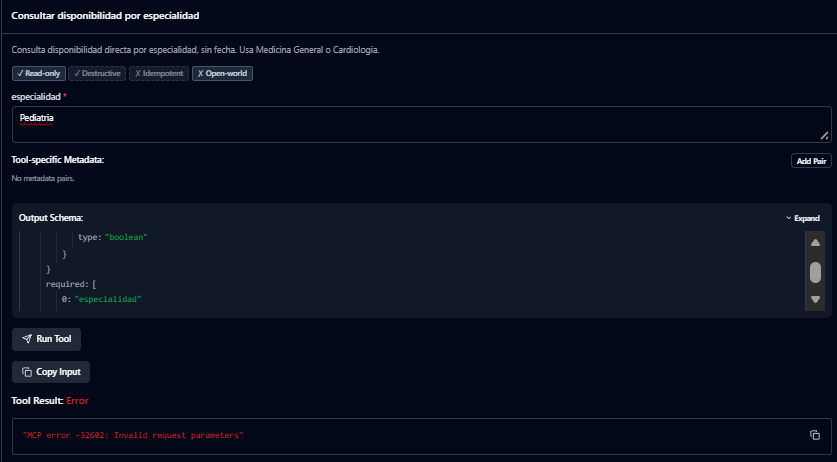 Consultar disponibilidad por especialidad
Consulta disponibilidad directa por especialidad, sin fecha. Usa Medicina General o Cardiologia.
✓ Read-only ✓ Destructive ✗ Idempotent ✗ Open-world
especialidad *
Pediatria
Tool-specific Metadata:
Add Pair
No metadata pairs.
Output Schema:
Expand
type: "boolean"
}
}
required: [
0: "especialidad"
Run Tool
Copy Input
Tool Result: Error
"MCP error -32602: Invalid request parameters"